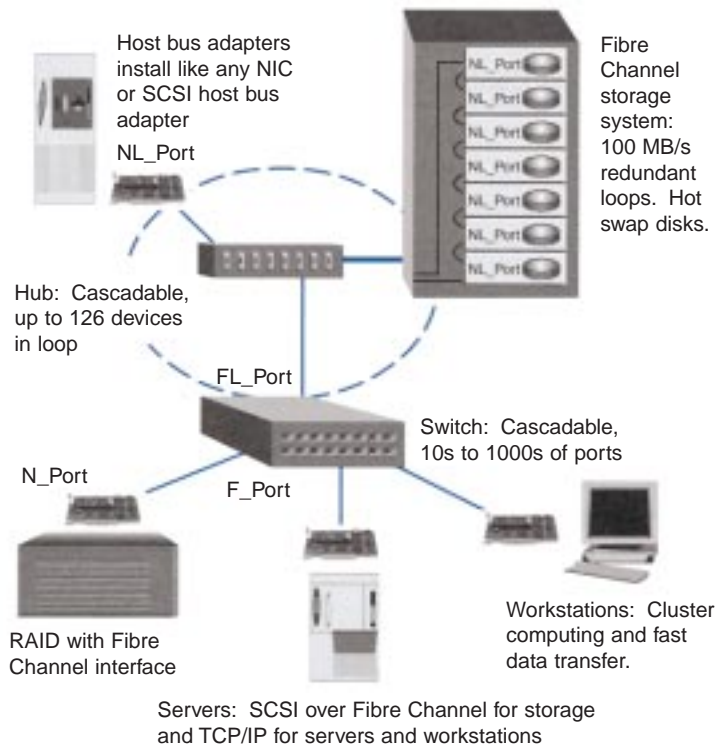 Host bus adapters
install like any NIC
or SCSI host bus
adapter
NL_Port
NL_Port
NL_Port
NL_Port
NL_Port
NL_Port
NL_Port
NL_Port
Fibre
Channel
storage
system:
100 MB/s
redundant
loops. Hot
swap disks.
Hub: Cascadable,
up to 126 devices
in loop
FL_Port
Switch: Cascadable,
10s to 1000s of ports
N_Port
F_Port
RAID with Fibre
Channel interface
Workstations: Cluster
computing and fast
data transfer.
Servers: SCSI over Fibre Channel for storage
and TCP/IP for servers and workstations